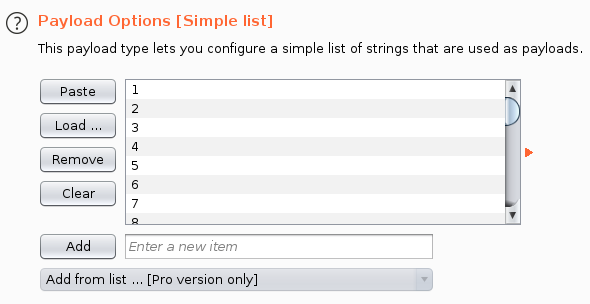 Payload Options [Simple list]
This payload type lets you configure a simple list of strings that are used as payloads.
Paste
Load ...
Remove
Clear
1
2
3
4
5
6
7
8
Add
Enter a new item
Add from list ... [Pro version only]